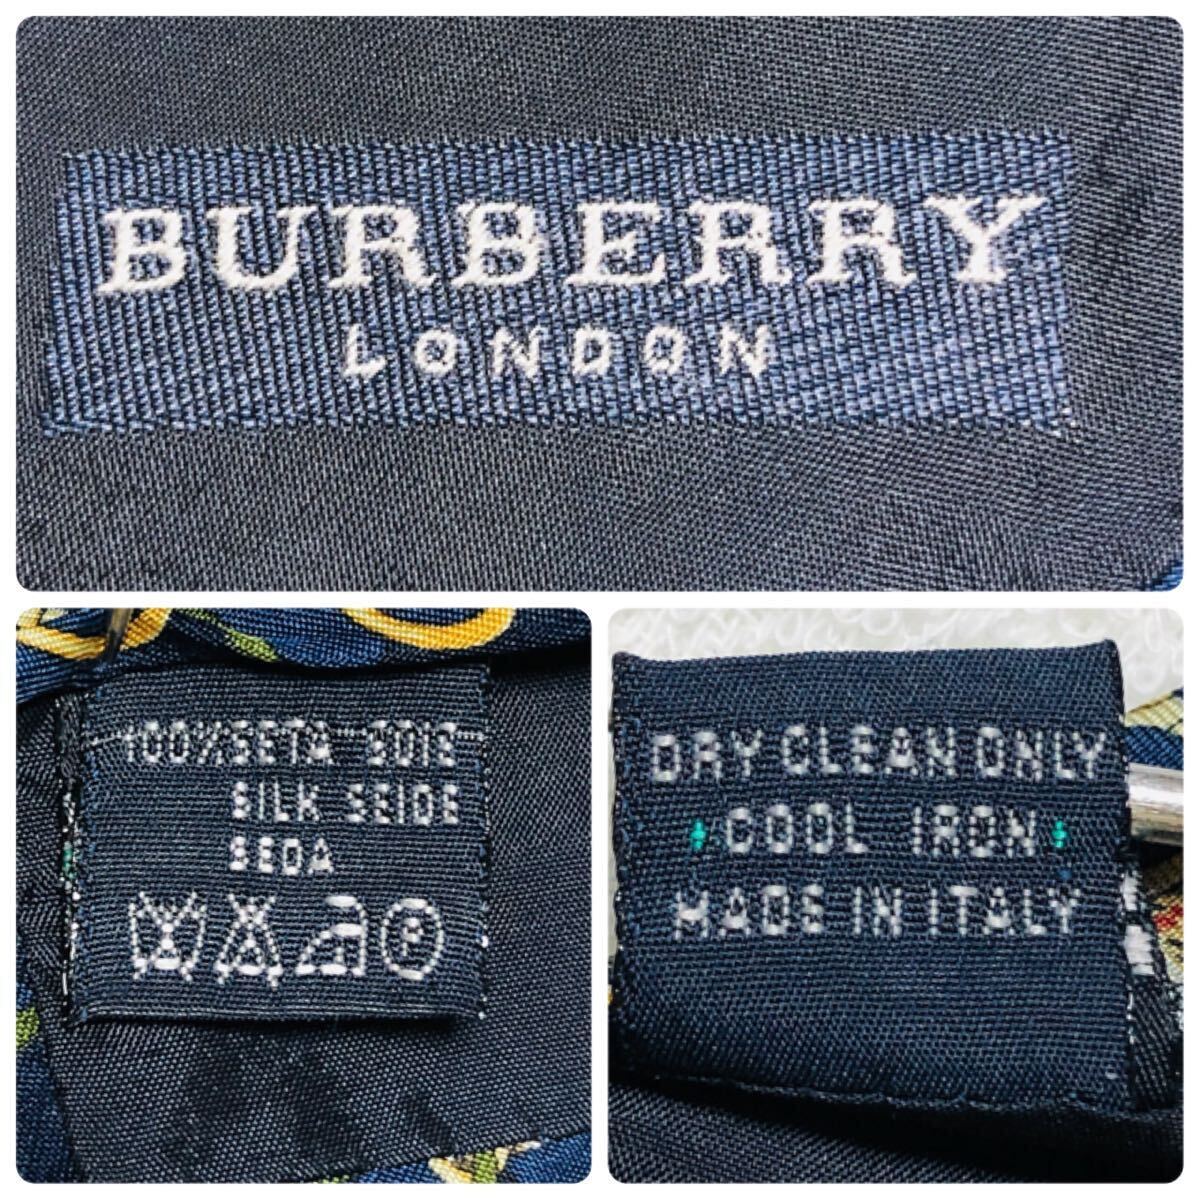 BURBERRY
LONDON
100%SETA SOIE
SILK SEIDE
SEDA
P
DRY CLEAN ONLY
COOL IRON
MADE IN ITALY